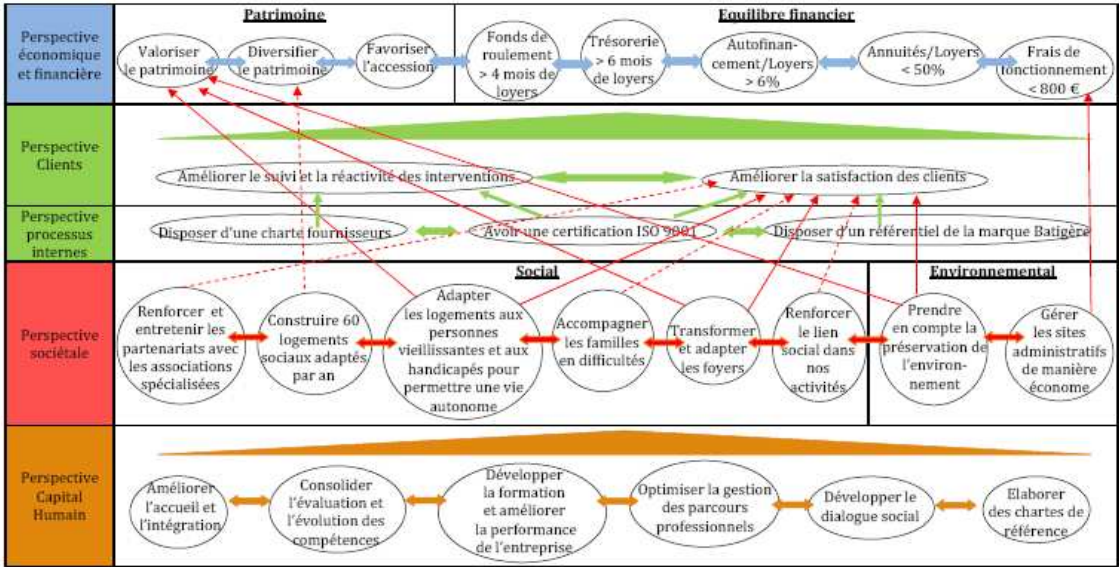 Patrimoine
Equilibre financier
Perspective
économique
et financière
Valoriser
le patrimoine
Diversifier
le patrimoine
Favoriser
l'accession
Fonds de
roulement
> 4 mois de
loyers
Trésorerie
> 6 mois
de loyers
Autofinan-
cement/Loyers
> 6%
Annuités/Loyers
< 50%
Frais de
fonctionnement
< 800 €
Perspective
Clients
Améliorer le suivi et la réactivité des interventions
Améliorer la satisfaction des clients
Perspective
processus
internes
Disposer d'une charte fournisseurs
Avoir une certification ISO 9001
Disposer d'un référentiel de la marque Batigère
Social
Environnemental
Perspective
sociétale
Renforcer et
entretenir les
partenariats avec
les associations
spécialisées
Construire 60
logements
sociaux adaptés
par an
Adapter
les logements aux
personnes
vieillissantes et aux
handicapés pour
permettre une vie
autonome
Accompagner
les familles en
difficultés
Transformer
et adapter
les foyers
Renforcer
le lien
social dans
nos
activités
Prendre
en compte la
préservation de
l'environ-
nement
Gérer
les sites
administratifs
de manière
économe
Perspective
Capital
Humain
Améliorer
l'accueil et
l'intégration
Consolider
l'évaluation et
l'évolution des
compétences
Développer
la formation et
améliorer
la performance
de l'entreprise
Optimiser la gestion
des parcours
professionnels
Développer le
dialogue social
Elaborer
des chartes de
référence